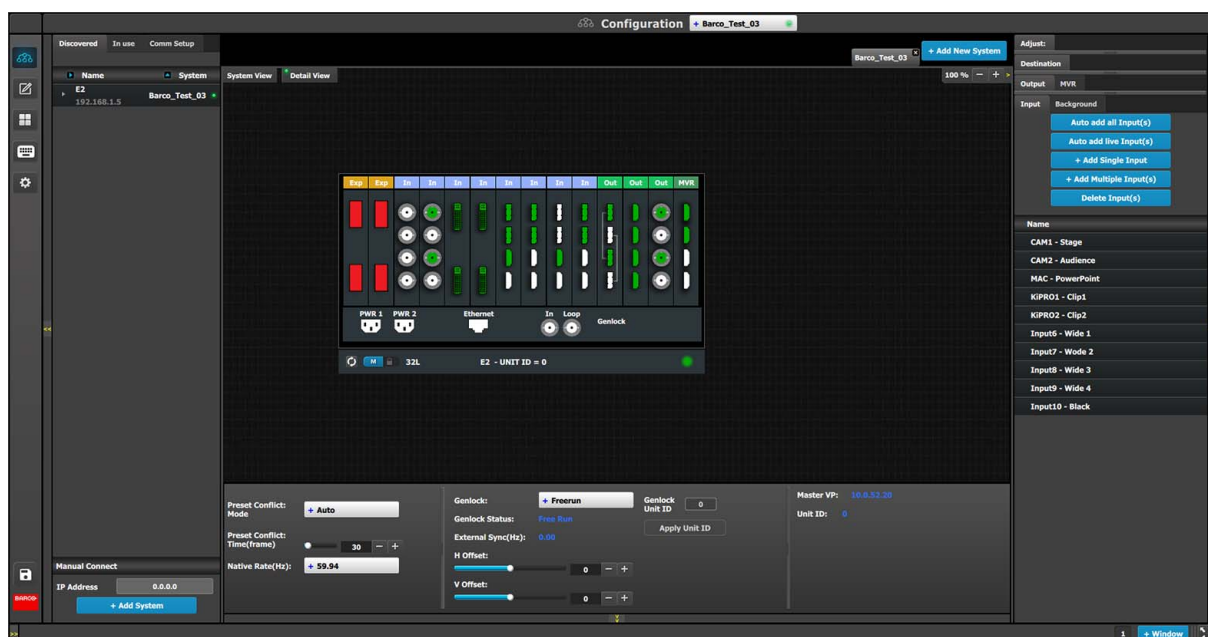 Configuration + Barco_Test_03
Discovered In use Comm Setup
Name System
E2 Barco_Test_03
192.168.1.5
Manual Connect
IP Address 0.0.0.0
+ Add System
BARCO
Barco_Test_03 x + Add New System
System View Detail View 100 % − + >
Exp Exp In In In In In In In In Out Out Out MVR
PWR 1 PWR 2 Ethernet In Loop Genlock
M 32L E2 - UNIT ID = 0
Preset Conflict: Mode + Auto
Preset Conflict: Time(frame) 30 − +
Native Rate(Hz): + 59.94
Genlock: + Freerun
Genlock Unit ID 0
Genlock Status: Free Run
Apply Unit ID
External Sync(Hz): 0.00
H Offset:
0 − +
V Offset:
0 − +
Master VP: 10.0.52.20
Unit ID: 0
Adjust:
Destination
Output MVR
Input Background
Auto add all Input(s)
Auto add live Input(s)
+ Add Single Input
+ Add Multiple Input(s)
Delete Input(s)
Name
CAM1 - Stage
CAM2 - Audience
MAC - PowerPoint
KiPRO1 - Clip1
KiPRO2 - Clip2
Input6 - Wide 1
Input7 - Wode 2
Input8 - Wide 3
Input9 - Wide 4
Input10 - Black
<<
>> 1 + Window